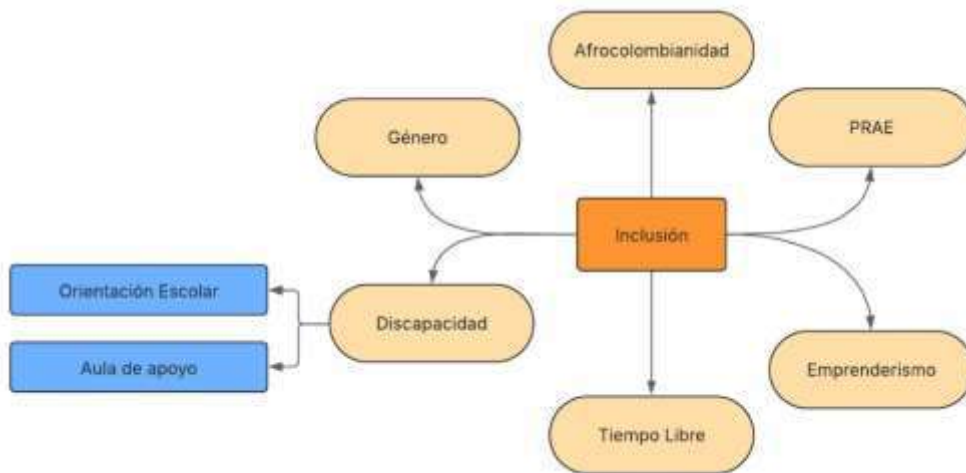 Afrocolombianidad
Género
PRAE
Inclusión
Orientación Escolar
Discapacidad
Aula de apoyo
Emprenderismo
Tiempo Libre